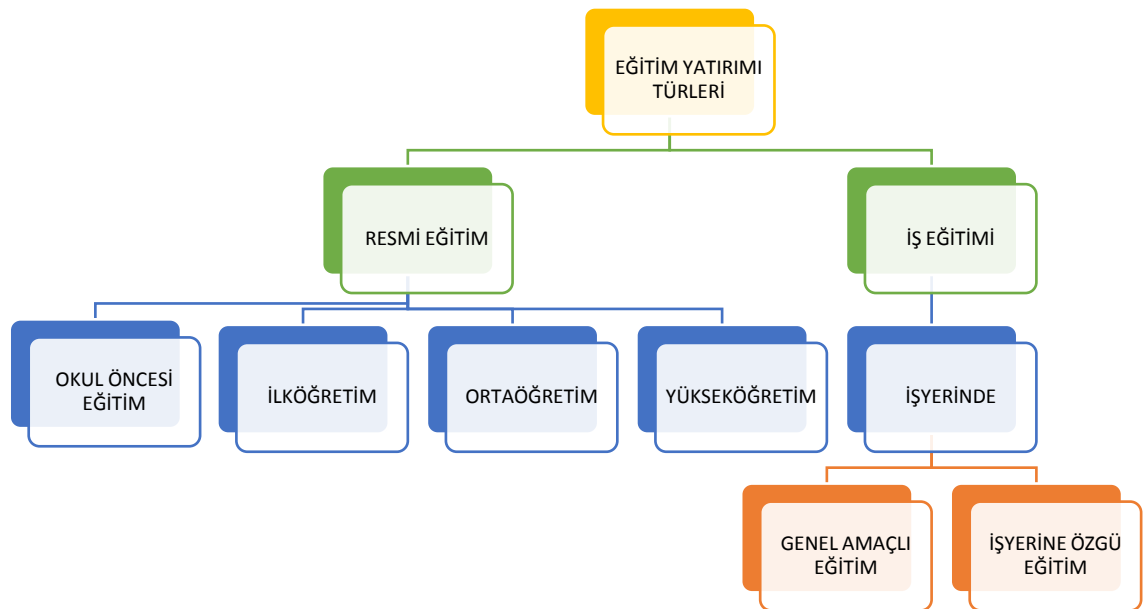 EĞİTİM YATIRIMI
TÜRLERİ
RESMİ EĞİTİM
İŞ EĞİTİMİ
OKUL ÖNCESİ
EĞİTİM
İLKÖĞRETİM
ORTAÖĞRETİM
YÜKSEKÖĞRETİM
İŞYERİNDE
GENEL AMAÇLI
EĞİTİM
İŞYERİNE ÖZGÜ
EĞİTİM